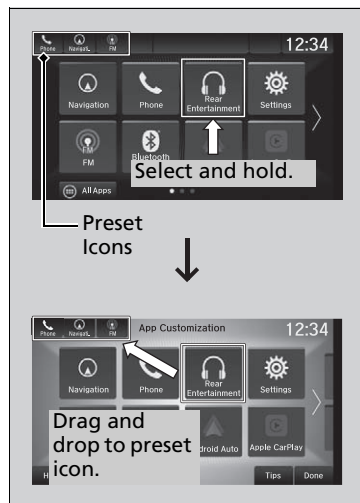 Phone Navigati.. FM
12:34
Navigation
Phone
Rear
Entertainment
Settings
FM
Bluetooth
Select and hold.
All Apps
Preset
Icons
Phone Navigati.. FM
App Customization
12:34
Navigation
Phone
Rear
Entertainment
Settings
Drag and
drop to preset
icon.
Apple CarPlay
Tips
Done